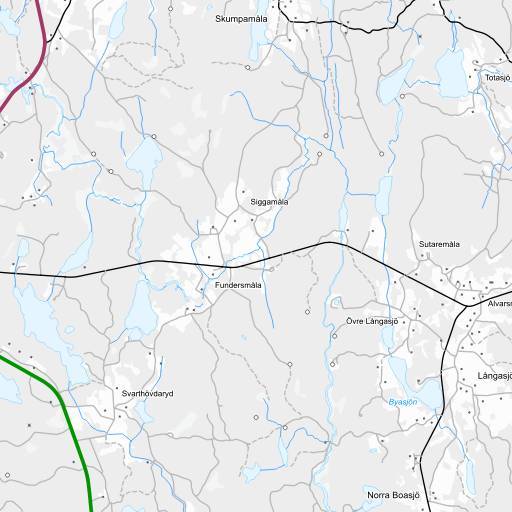 Skumpamåla
Totasjö
Siggamåla
Sutaremåla
Fundersmåla
Alvarsm
Övre Långasjö
Långasjö
Svarthövdaryd
Byasjön
Norra Boasjö